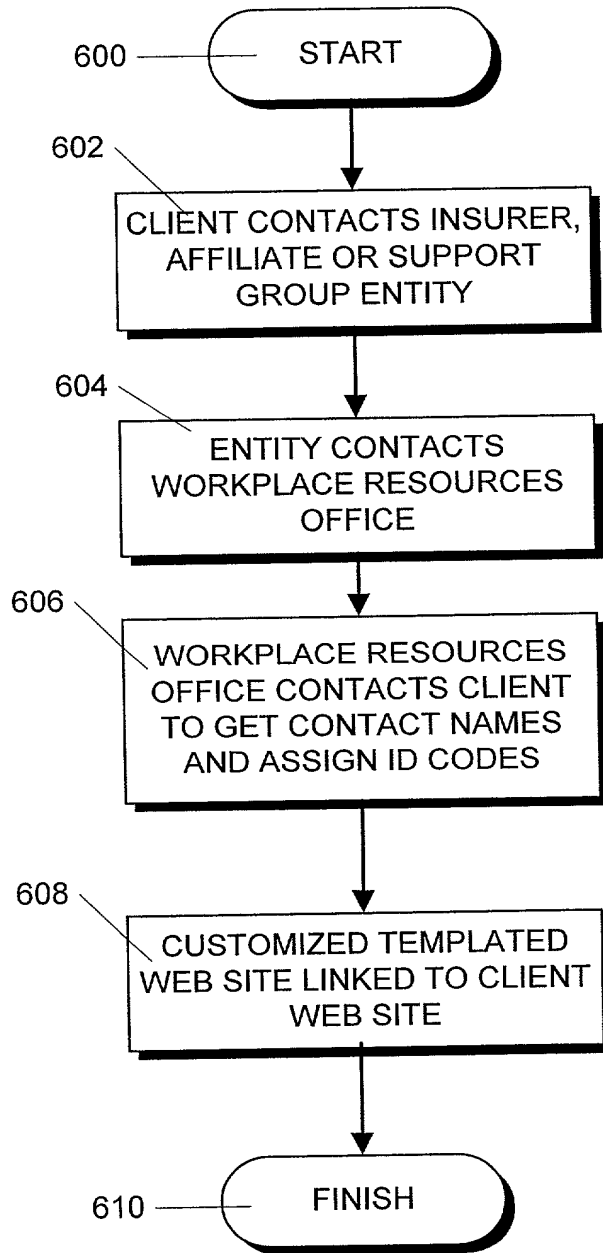 600
START
602
CLIENT CONTACTS INSURER,
AFFILIATE OR SUPPORT
GROUP ENTITY
604
ENTITY CONTACTS
WORKPLACE RESOURCES
OFFICE
606
WORKPLACE RESOURCES
OFFICE CONTACTS CLIENT
TO GET CONTACT NAMES
AND ASSIGN ID CODES
608
CUSTOMIZED TEMPLATED
WEB SITE LINKED TO CLIENT
WEB SITE
610
FINISH